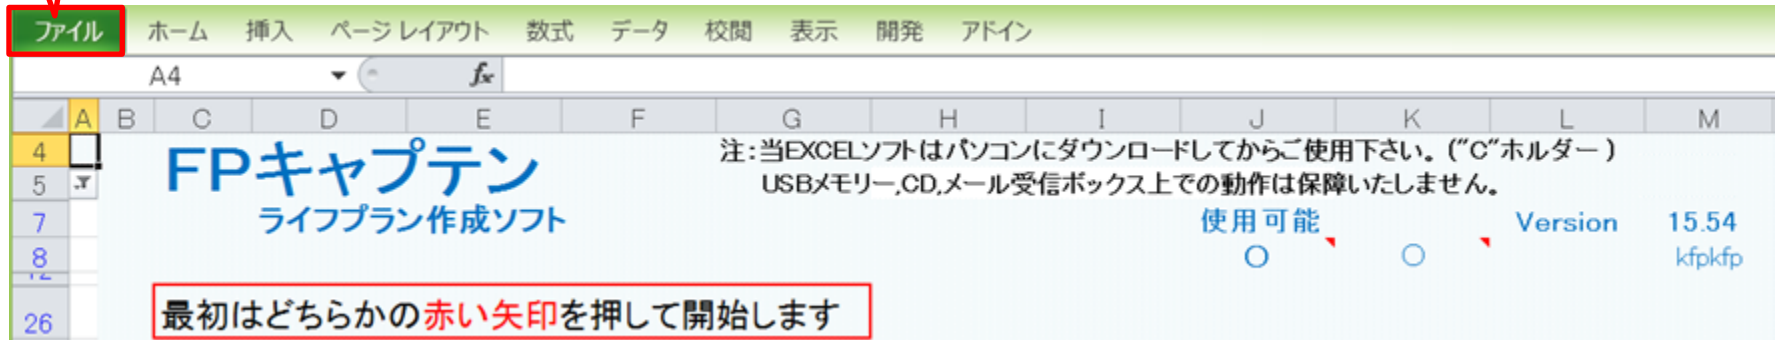 ファイル ホーム 挿入 ページ レイアウト 数式 データ 校閲 表示 開発 アドイン
A4 fx
A B C D E F G H I J K L M
4 FPキャプテン 注:当EXCELソフトはパソコンにダウンロードしてからご使用下さい。("C"ホルダー )
5 USBメモリー,CD,メール受信ボックス上での動作は保障いたしません。
7 ライフプラン作成ソフト 使用可能 Version 15.54
8 ○ ○ kfpkfp
12
26 最初はどちらかの赤い矢印を押して開始します